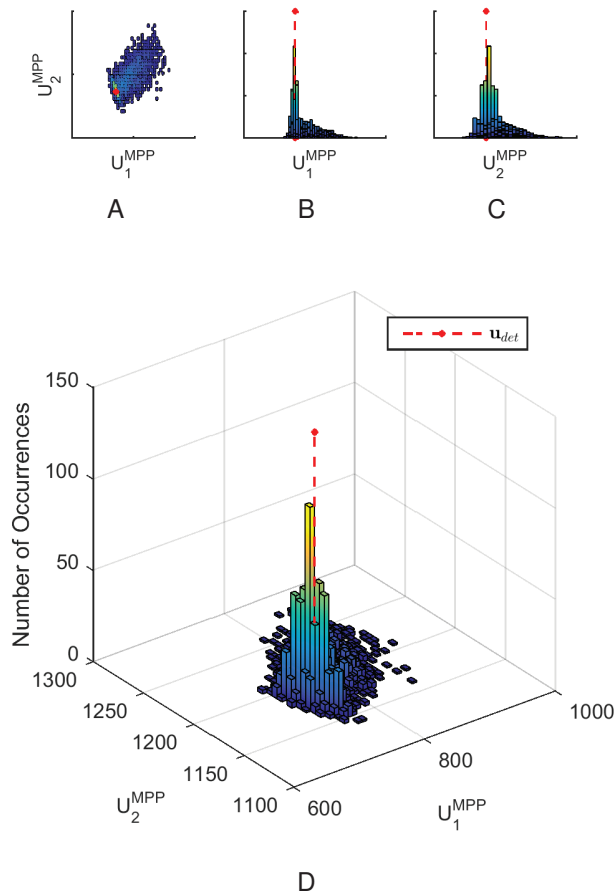 U₂ᴹᴾᴾ
U₁ᴹᴾᴾ
U₁ᴹᴾᴾ
U₂ᴹᴾᴾ
A
B
C
u_det
150
100
50
0
Number of Occurrences
1300
1250
1200
1150
1100
600
800
1000
U₂ᴹᴾᴾ
U₁ᴹᴾᴾ
D